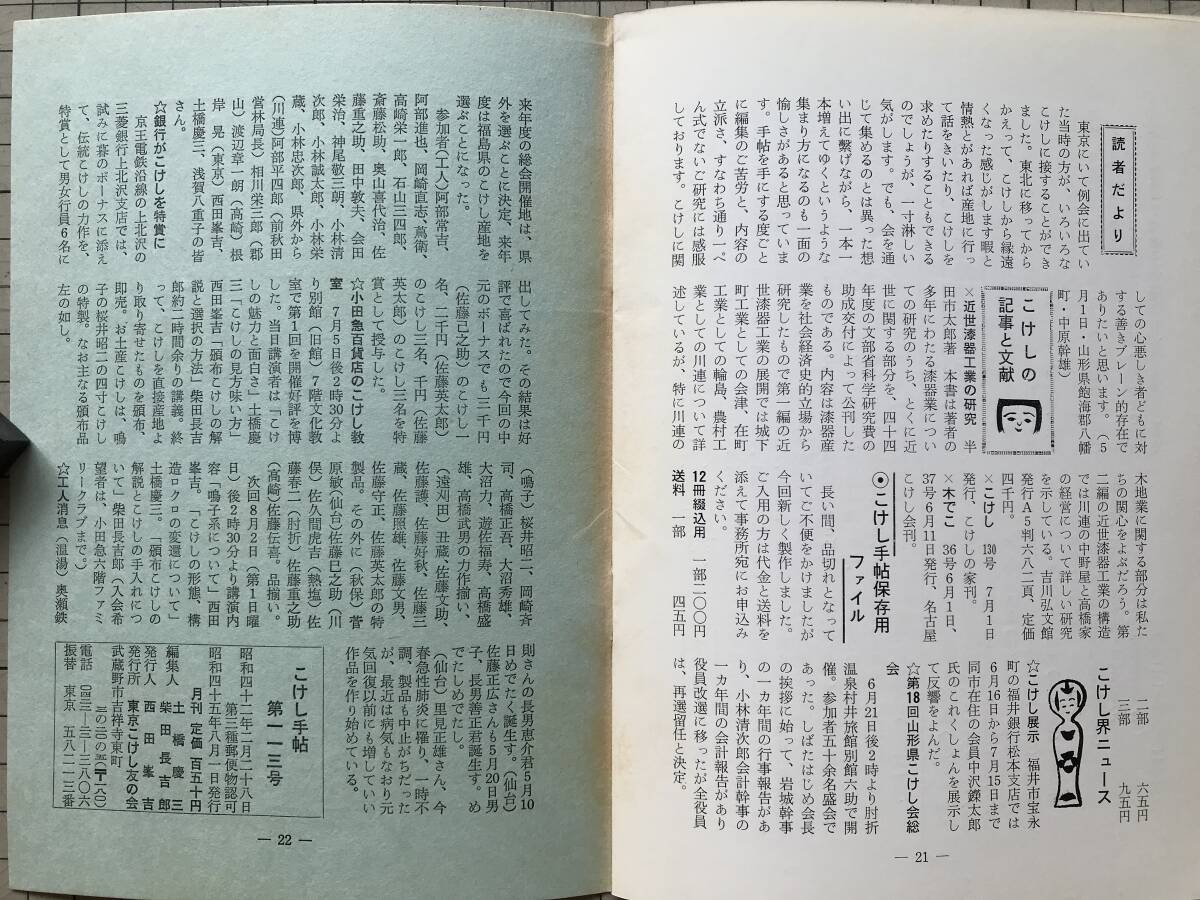 読者だより
東京にいて例会に出てい
た当時の方が、いろいろな
こけしに接することができ
ました。東北に移ってから
かえって、こけしから縁遠
くなった感じがします暇と
情熱とがあれば産地に行っ
て話をきいたり、こけしを
求めたりすることもできる
のでしょうが、一寸淋しい
気がします。でも、会を通
じて集めるのとは異った想
い出に繋げながら、一本一
本増えてゆくというような
集まり方になるのも一面の
愉しさがあると思っていま
す。手帖を手にする度ごと
に編集のご苦労と、内容の
立派さ、すなわち通り一ぺ
ん式でないご研究には感服
しております。こけしに関
しての心悪しき者どもに対
する善きブレーン的存在で
ありたいと思います。（5
月1日・山形県飽海郡八幡
町・中原幹雄）
こけしの
記事と文献
×近世漆器工業の研究　半
田市太郎著　本書は著者の
多年にわたる漆器業につい
ての研究のうち、とくに近
世に関する部分を、四十四
年度の文部省科学研究費の
助成交付によって公刊した
ものである。内容は漆器産
業を社会経済史的立場から
研究したもので第一編の近
世漆器工業の展開では城下
町工業としての会津、在町
工業としての輪島、農村工
業としての川連について詳
述しているが、特に川連の
木地業に関する部分は私た
ちの関心をよぶだろう。第
二編の近世漆器工業の構造
では川連の中野屋と高橋家
の経営について詳しい研究
を示している。吉川弘文館
発行Ａ5判六八二頁、定価
四千円。
×こけし　130号　7月1日
発行、こけしの家刊。
×木でこ　36号6月1日、
37号6月11日発行、名古屋
こけし会刊。
◉こけし手帖保存用
ファイル
長い間、品切れとなって
いてご不便をかけましたが
今回新しく製作しました。
ご入用の方は代金と送料を
添えて事務所宛にお申込み
ください。
12冊綴込用　一部二〇〇円
送料　一部　四五円
二部　六五円
三部　九五円
こけし界ニュース
☆こけし展示　福井市宝永
町の福井銀行松本支店では
6月16日から7月15日まで
同市在住の会員中沢鐐太郎
氏のこれくしょんを展示し
て反響をよんだ。
☆第18回山形県こけし会総
会
6月21日後2時より肘折
温泉村井旅館別館六助で開
催。参加者五十余名盛会で
あった。しばたはじめ会長
の挨拶に始って、岩城幹事
の一カ年間の行事報告があ
り、小林清次郎会計幹事の
一カ年間の会計報告があり
役員改選に移ったが全役員
は、再選留任と決定。
― 21 ―
来年度の総会開催地は、県
外を選ぶことに決定、来年
度は福島県のこけし産地を
選ぶことになった。
参加者(工人)阿部常吉、
阿部進也、岡崎直志、萬衛、
高崎栄一郎、石山三四郎、
斎藤松助、奥山喜代治、佐
藤重之助、田中敦夫、会田
栄治、神尾敬三朗、小林清
次郎、小林誠太郎、小林栄
蔵、小林忠次郎、県外から
（川連)阿部平四郎（前秋田
営林局長）相川栄三郎（郡
山）渡辺章一朗（高崎）根
岸　晃（東京）西田峯吉、
土橋慶三、浅賀八重子の皆
さん。
☆銀行がこけしを特賞に
京王電鉄沿線の上北沢の
三菱銀行上北沢支店では、
試みに暮のボーナスに添え
て、伝統こけしの力作を、
特賞として男女行員6名に
出してみた。その結果は好
評で喜ばれたので今回の中
元のボーナスでも三千円
（佐藤己之助）のこけし一
名、二千円（佐藤英太郎）
のこけし三名、千円（佐藤
英太郎）のこけし三名を特
賞として授与した。
☆小田急百貨店のこけし教
室　7月5日後2時30分よ
り別館（旧館）7階文化教
室で第1回を開催好評を博
した。当日講演者は「こけ
しの魅力と面白さ」土橋慶
三「こけしの見方味い方」
西田峯吉「頒布こけしの解
説と選択の方法」柴田長吉
郎約二時間余りの講義。終
って、こけしを直接産地よ
り取り寄せたものを頒布、
即売。お土産こけしは、鳴
子の桜井昭二の四寸こけし
の特製。なお主なる頒布品
左の如し。
（鳴子）桜井昭二、岡崎斉
司、高橋正吾、大沼秀雄、
大沼力、遊佐福寿、高橋盛
雄、高橋武男の力作揃い、
（遠刈田）丑蔵、佐藤文助、
佐藤護、佐藤好秋、佐藤三
蔵、佐藤照雄、佐藤文男、
佐藤守正、佐藤英太郎の特
製品。その外に(秋保)菅
原敏(仙台)佐藤巳之助（川
俣)佐久間虎吉(熱塩)佐
藤春二(肘折)佐藤重之助
(高崎)佐藤伝喜。品揃い。
次回8月2日（第1日曜
日）後2時30分より講演内
容「鳴子系について」西田
峯吉。「こけしの形態、構
造ロクロの変還について」
土橋慶三。「頒布こけしの
解説とこけしの手入れにつ
いて」柴田長吉郎（入会希
望者は、小田急六階ファミ
リークラブまで）。
☆工人消息（温湯）奥瀬鉄
則さんの長男恵介君5月10
日めでたく誕生す。（仙台）
佐藤正広さんも5月20日男
子、長男善正君誕生す。め
でたしめでたし。
（仙台）里見正雄さん、今
春急性肺炎に罹り、一時不
調、製品も中止がちだった
が、最近は病気もなおり元
気回復以前にも増していい
作品を作り始めている。
こけし手帖　第一一三号
昭和四十二年二月二十八日
第三種郵便物認可
昭和四十五年八月一日発行
月刊　定価百五十円
編集人　土橋慶三
発行人　柴田長吉郎
西田峯吉
発行所　東京こけし友の会
武蔵野市吉祥寺東町
三の二〇の三（〒一八〇）
電話（四三―三―三八〇六
振替　東京　五八二一三番
― 22 ―